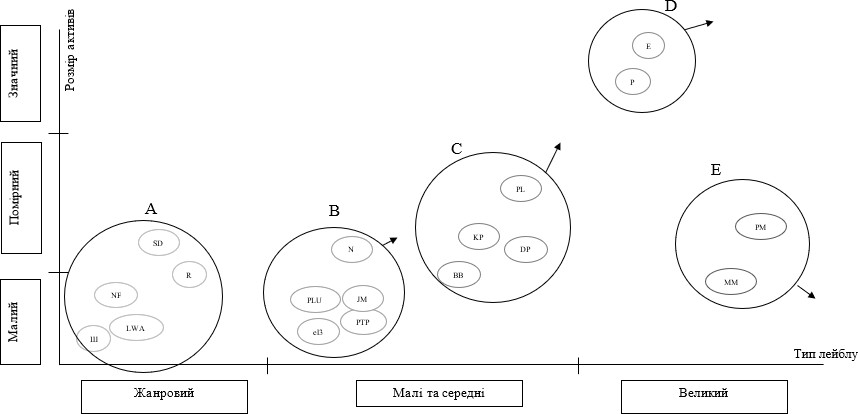 Розмір активів
Значний
Помірний
Малий
D
E
P
C
PL
KP
DP
BB
E
PM
MM
A
SD
R
NF
LWA
B
N
PLU
JM
PTP
el3
Тип лейблу
Жанровий
Малі та середні
Великий